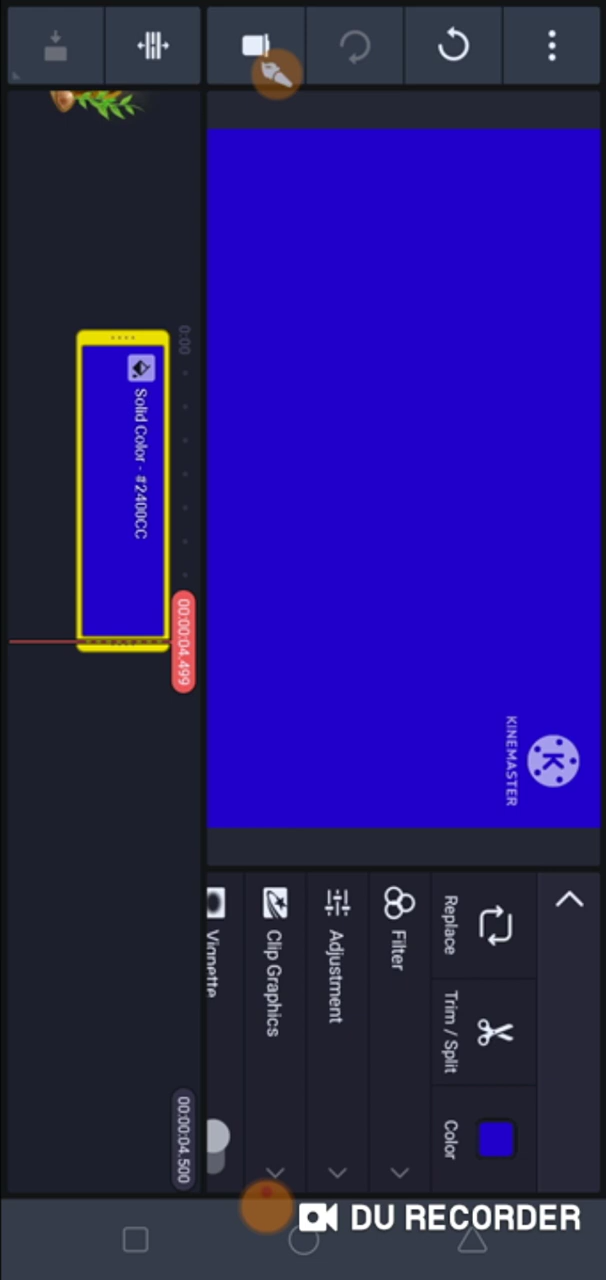 KINEMASTER
Replace
Trim / Split
Color
Filter
Adjustment
Clip Graphics
Vignette
00:00:04.499
0:00
Solid Color - #2400CC
00:00:04.500
DU RECORDER